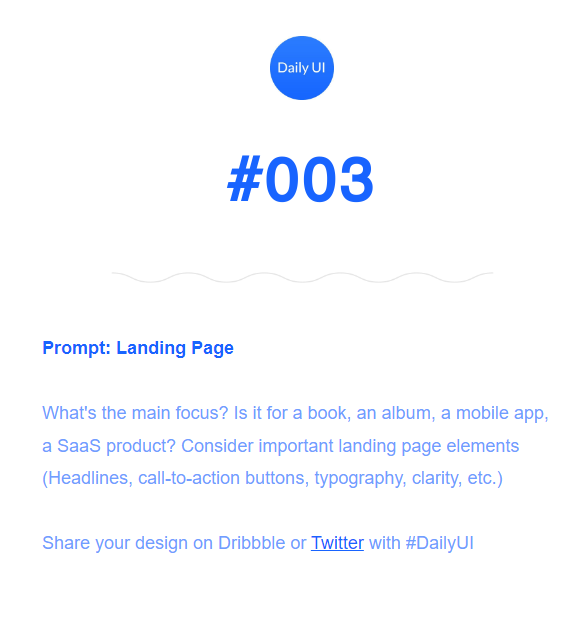 Daily UI
#003
Prompt: Landing Page
What's the main focus? Is it for a book, an album, a mobile app,
a SaaS product? Consider important landing page elements
(Headlines, call-to-action buttons, typography, clarity, etc.)
Share your design on Dribbble or Twitter with #DailyUI